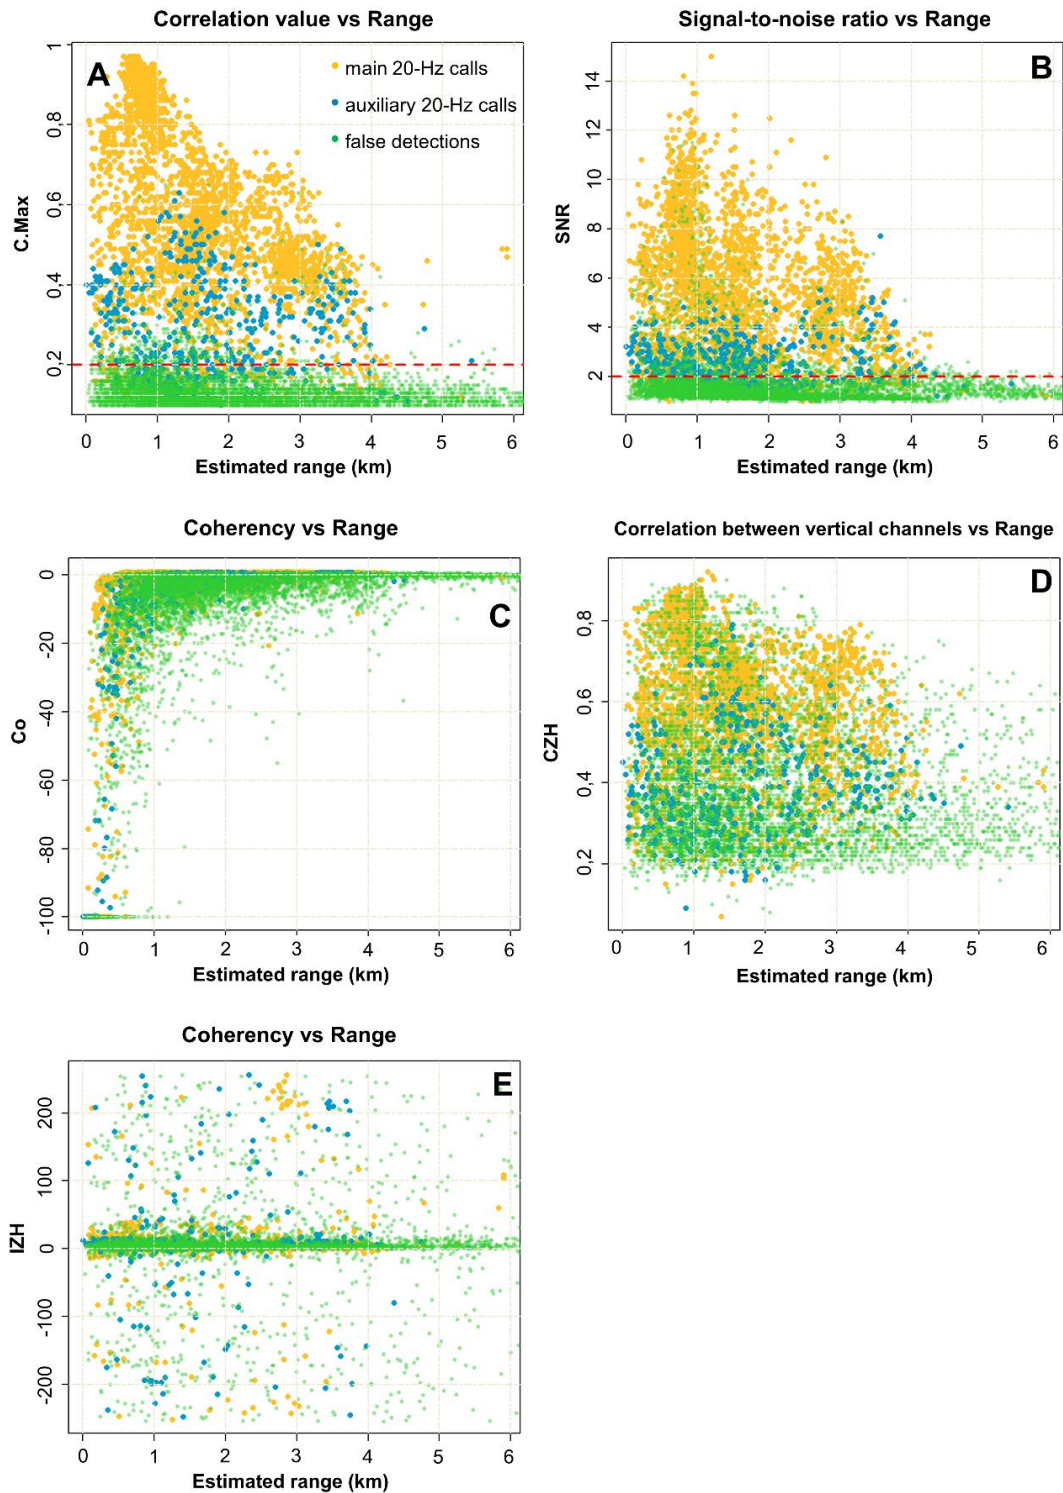 Correlation value vs Range
A
main 20-Hz calls
auxiliary 20-Hz calls
false detections
C.Max
1
0,8
0,6
0,4
0,2
0 1 2 3 4 5 6
Estimated range (km)
Signal-to-noise ratio vs Range
B
SNR
14
12
10
8
6
4
2
0 1 2 3 4 5 6
Estimated range (km)
Coherency vs Range
C
Co
0
-20
-40
-60
-80
-100
0 1 2 3 4 5 6
Estimated range (km)
Correlation between vertical channels vs Range
D
CZH
0,8
0,6
0,4
0,2
0 1 2 3 4 5 6
Estimated range (km)
Coherency vs Range
E
IZH
200
100
0
-100
-200
0 1 2 3 4 5 6
Estimated range (km)